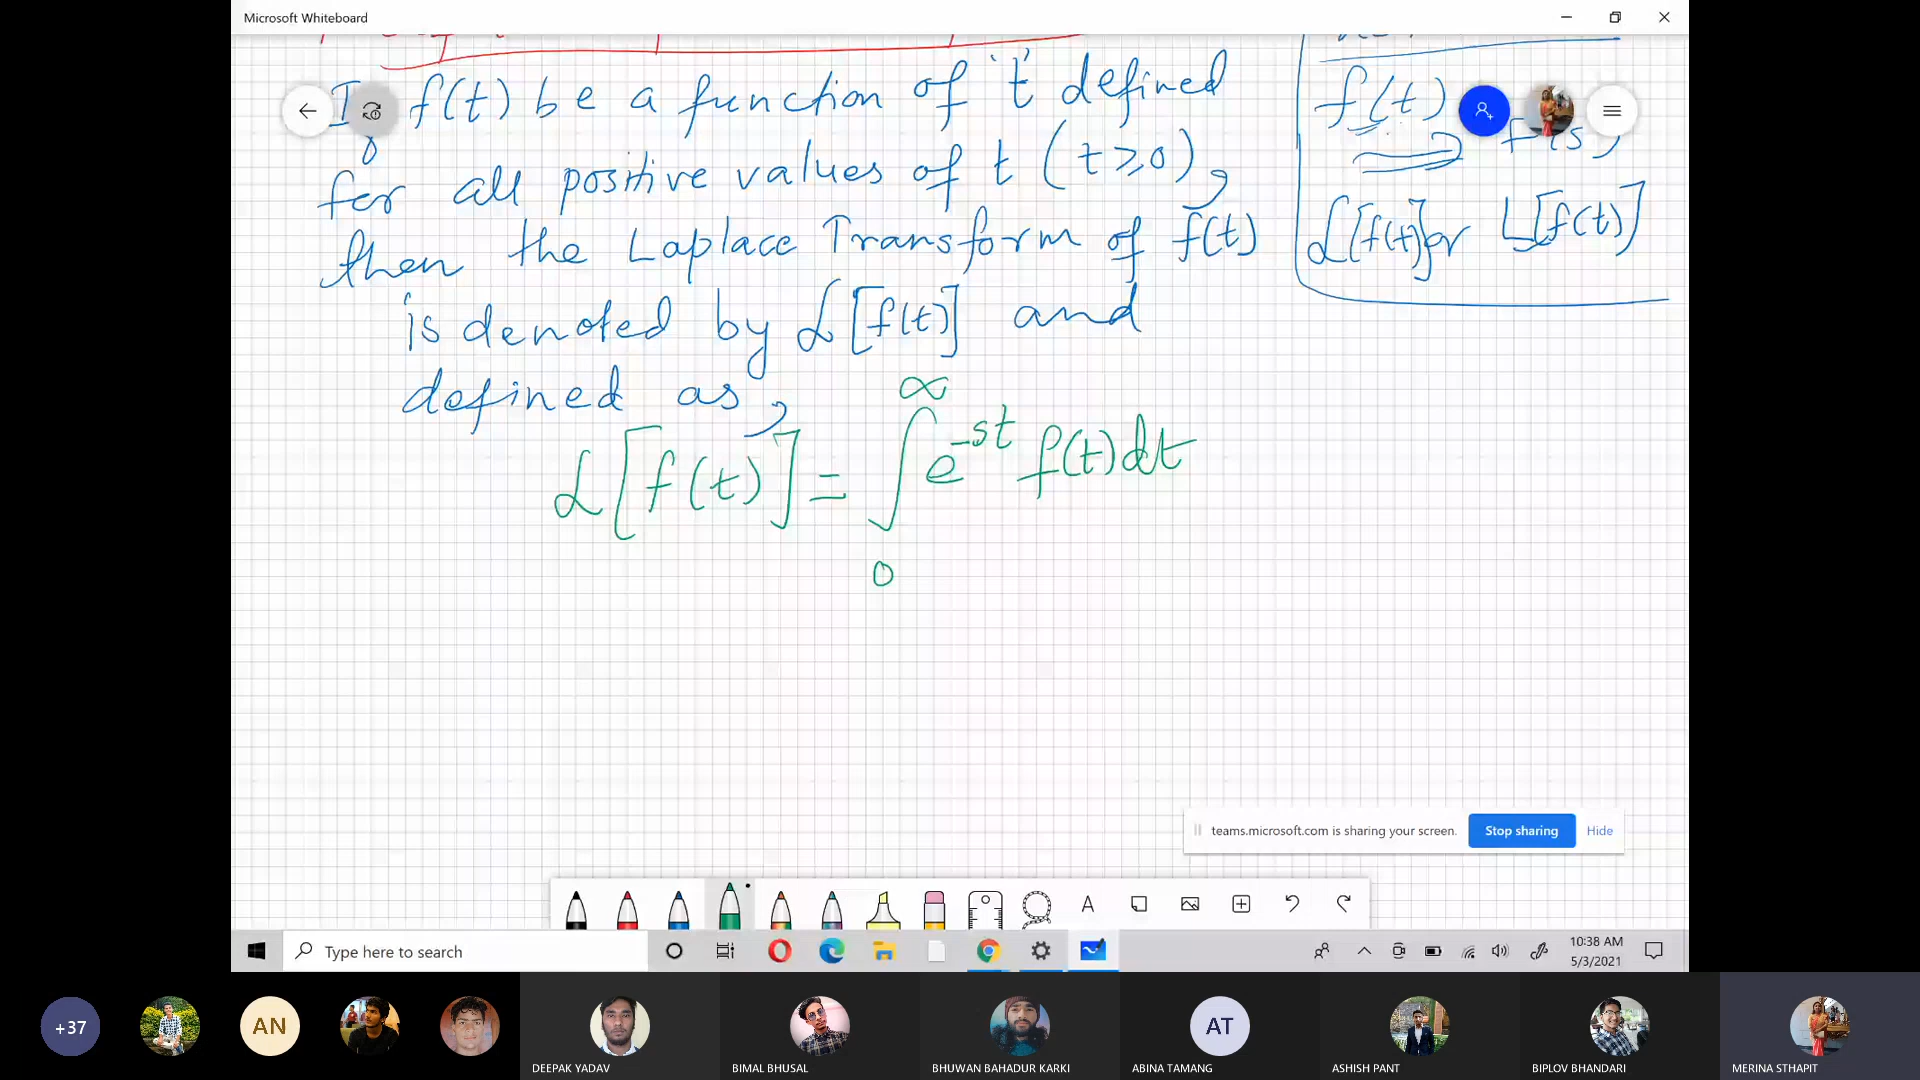 Microsoft Whiteboard
If f(t) be a function of 't' defined
for all positive values of t (t≥0),
then the Laplace Transform of f(t)
is denoted by ℒ[f(t)] and
defined as,
ℒ[f(t)] = ∫₀^∞ e^-st f(t)dt
f(t)
F(s)
ℒ[f(t)] or L[f(t)]
teams.microsoft.com is sharing your screen.
Stop sharing
Hide
Type here to search
10:38 AM
5/3/2021
+37
AN
AT
DEEPAK YADAV
BIMAL BHUSAL
BHUWAN BAHADUR KARKI
ABINA TAMANG
ASHISH PANT
BIPLOV BHANDARI
MERINA STHAPIT